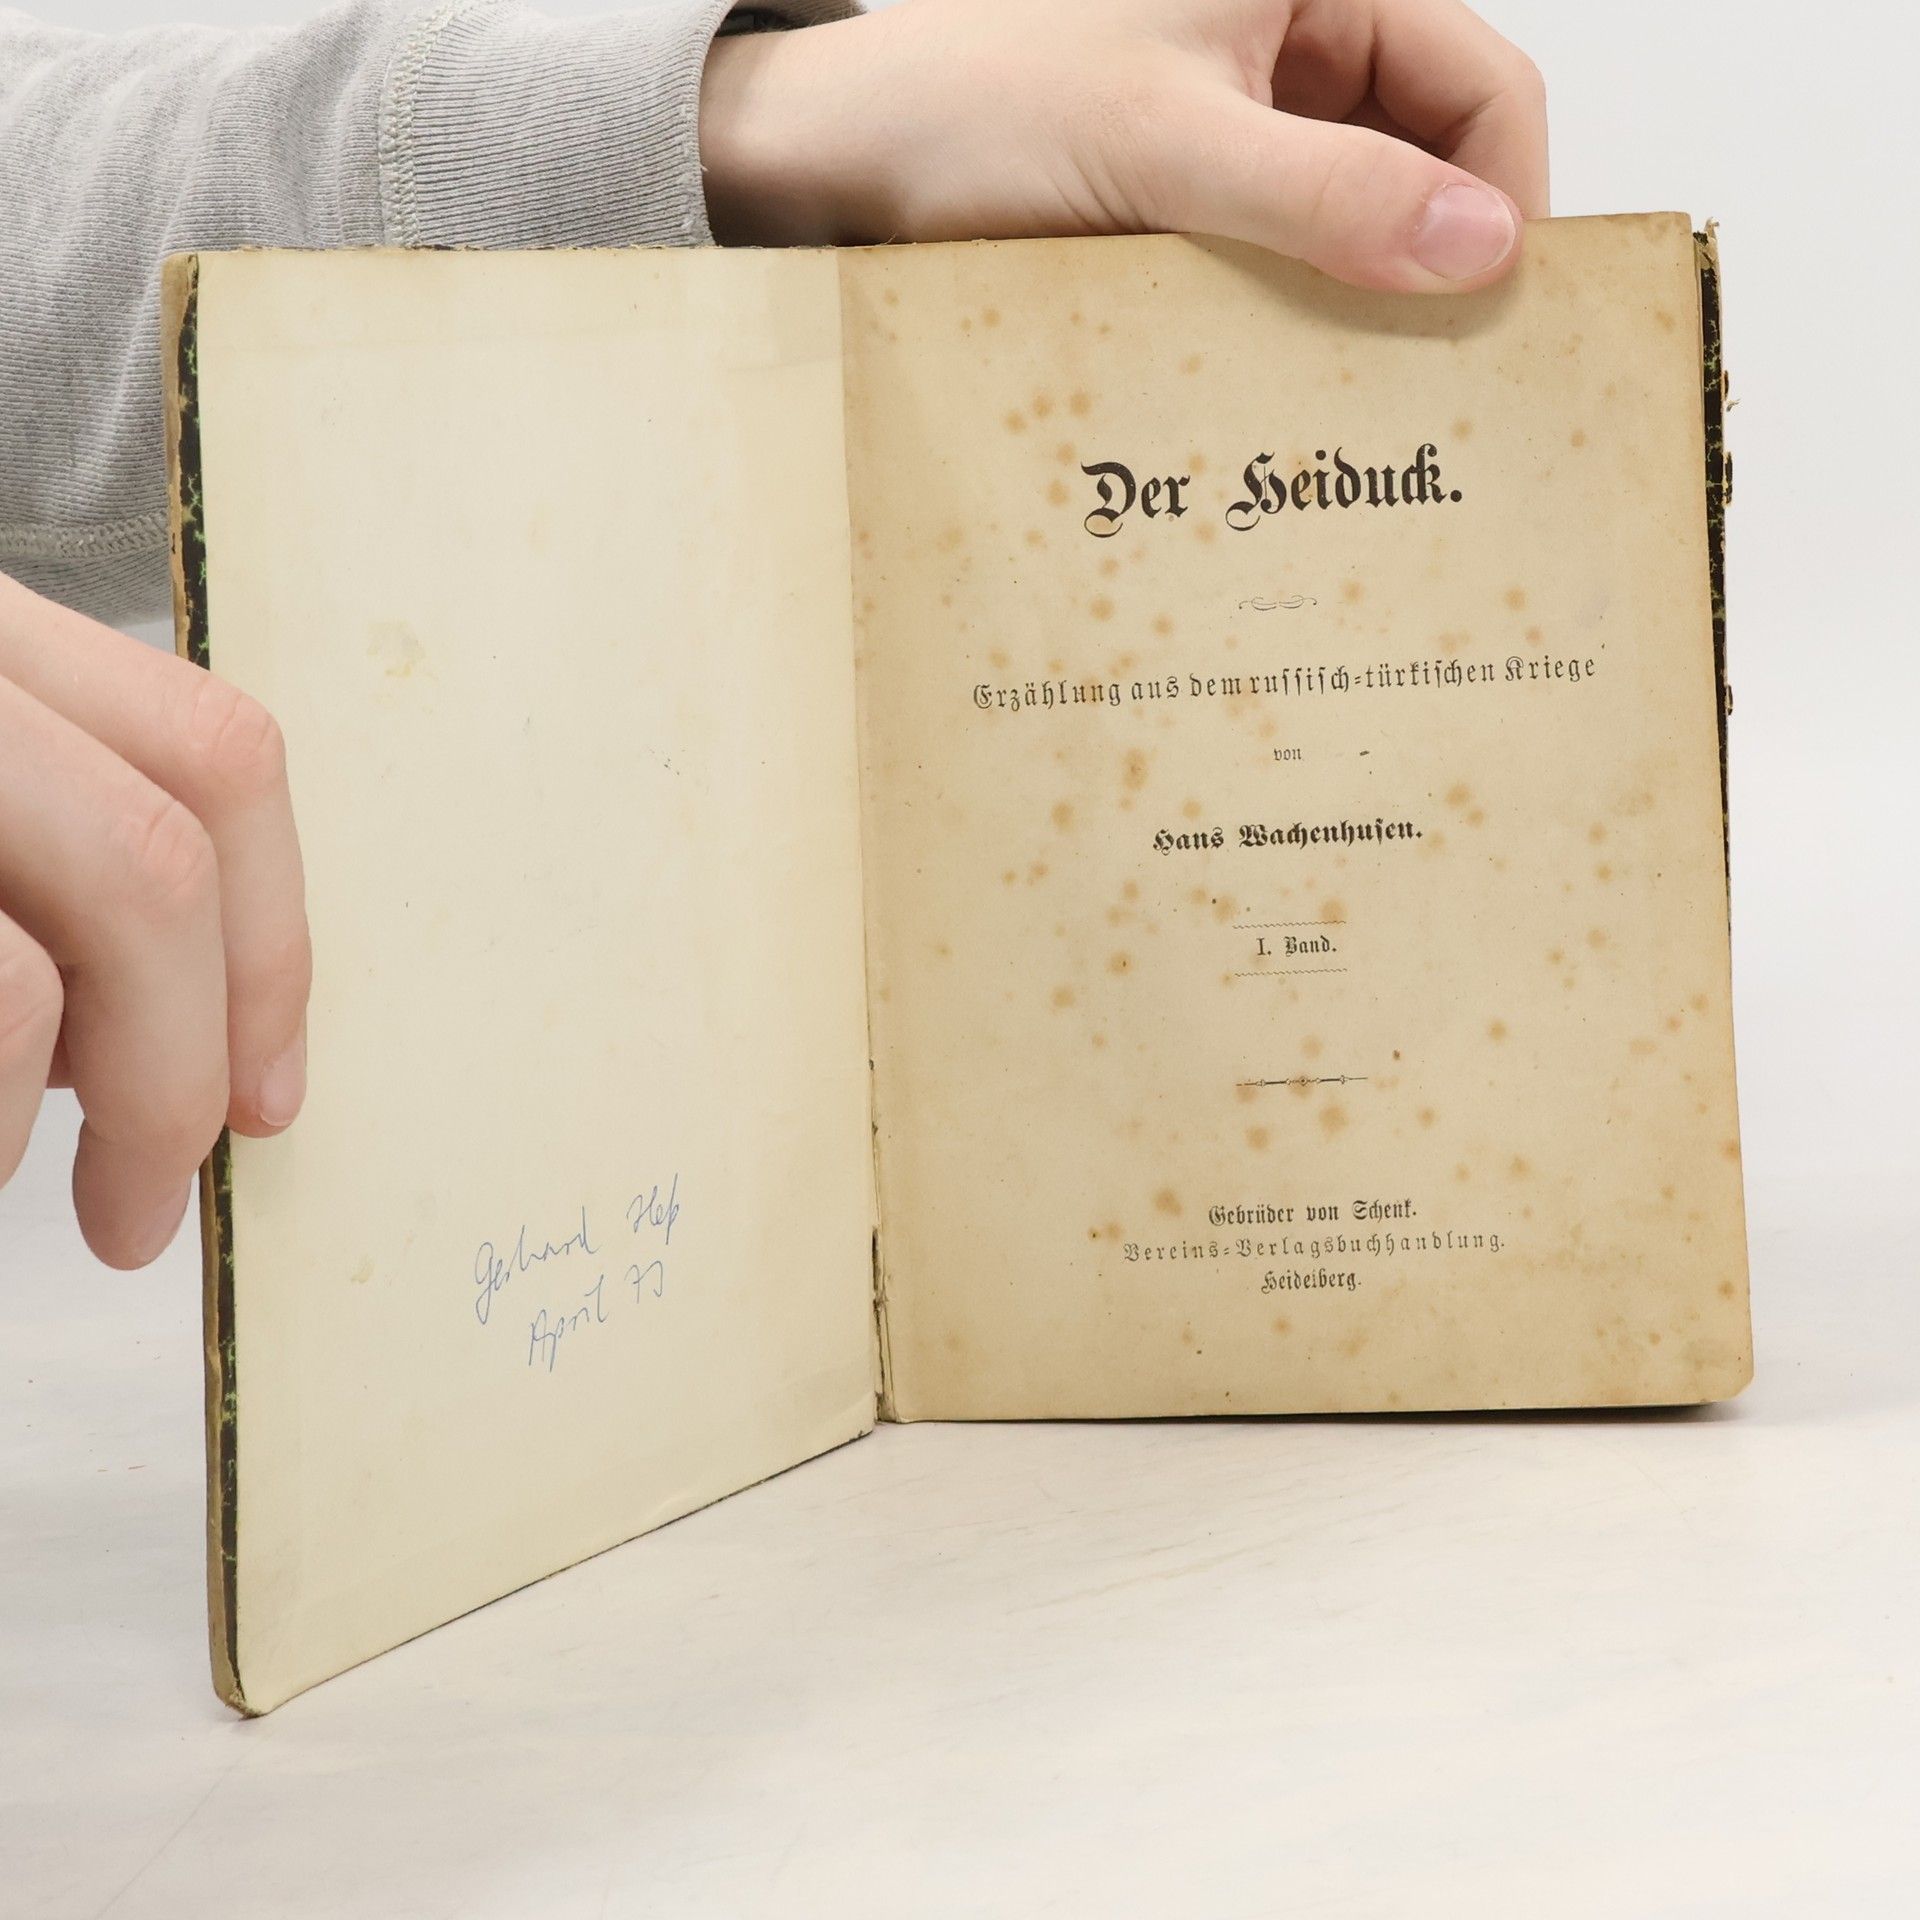 Gerhard Heß
April 73
Der Heiduck.
Erzählung aus dem russisch-türkischen Kriege
von
Hans Wachenhusen.
I. Band.
Gebrüder von Schenk.
Vereins-Verlagsbuchhandlung.
Heidelberg.